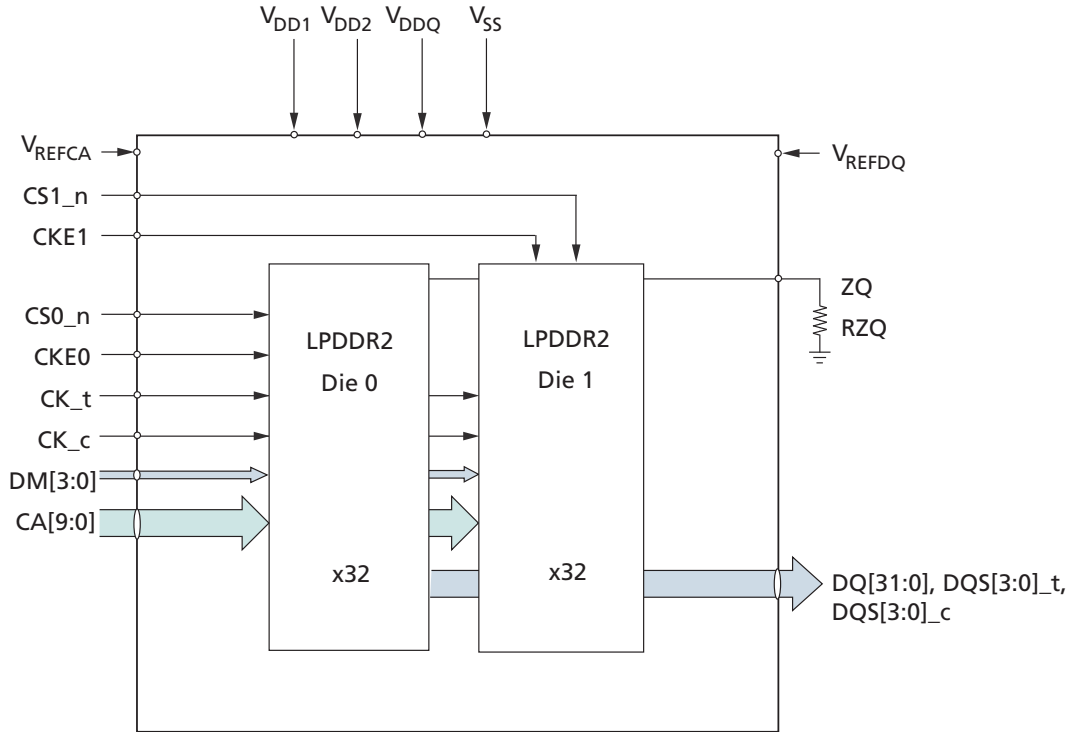 VDD1 VDD2 VDDQ VSS
VREFCA
VREFDQ
CS1_n
CKE1
CS0_n
CKE0
CK_t
CK_c
DM[3:0]
CA[9:0]
LPDDR2
Die 0
x32
LPDDR2
Die 1
x32
ZQ
RZQ
DQ[31:0], DQS[3:0]_t,
DQS[3:0]_c